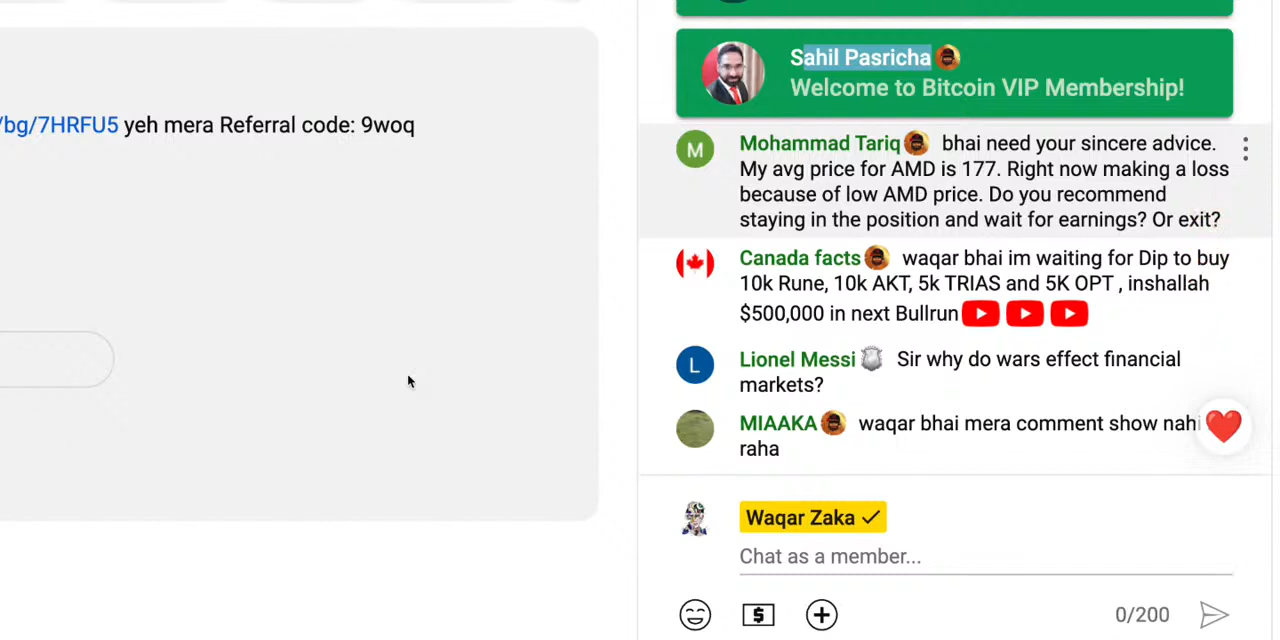 /bg/7HRFU5 yeh mera Referral code: 9woq
Sahil Pasricha
Welcome to Bitcoin VIP Membership!
M
Mohammad Tariq bhai need your sincere advice.
My avg price for AMD is 177. Right now making a loss
because of low AMD price. Do you recommend
staying in the position and wait for earnings? Or exit?
Canada facts waqar bhai im waiting for Dip to buy
10k Rune, 10k AKT, 5k TRIAS and 5K OPT , inshallah
$500,000 in next Bullrun
L
Lionel Messi Sir why do wars effect financial
markets?
MIAAKA waqar bhai mera comment show nahi
raha
Waqar Zaka
Chat as a member...
$
0/200